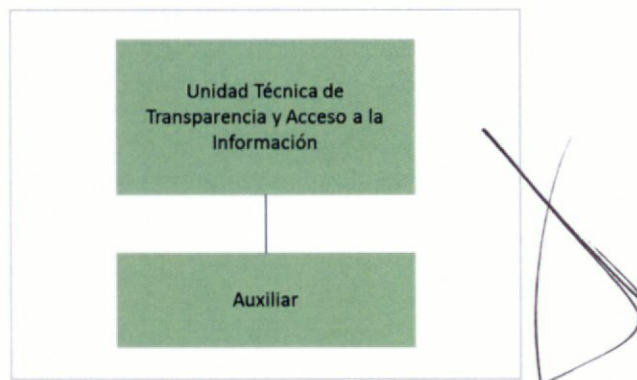 Unidad Técnica de
Transparencia y Acceso a la
Información
Auxiliar